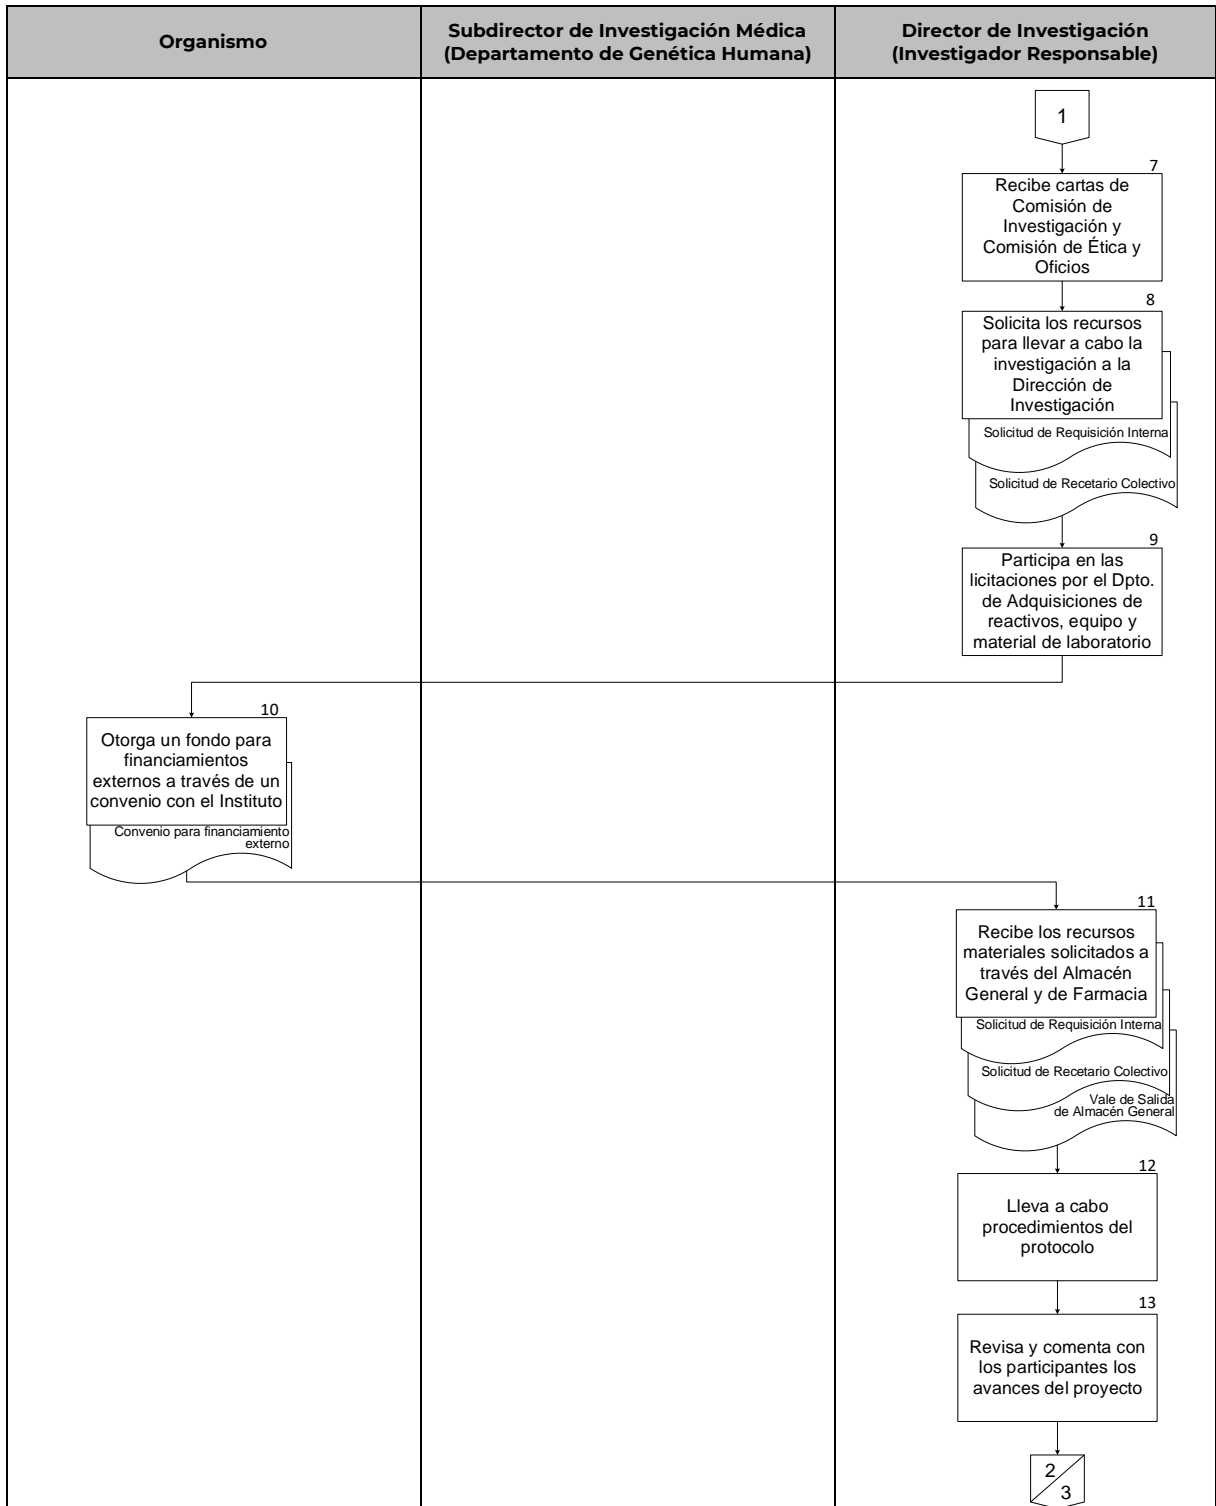 Organismo
Subdirector de Investigación Médica
(Departamento de Genética Humana)
Director de Investigación
(Investigador Responsable)
1
7
Recibe cartas de
Comisión de
Investigación y
Comisión de Ética y
Oficios
8
Solicita los recursos
para llevar a cabo la
investigación a la
Dirección de
Investigación
Solicitud de Requisición Interna
Solicitud de Recetario Colectivo
9
Participa en las
licitaciones por el Dpto.
de Adquisiciones de
reactivos, equipo y
material de laboratorio
10
Otorga un fondo para
financiamientos
externos a través de un
convenio con el Instituto
Convenio para financiamiento
externo
11
Recibe los recursos
materiales solicitados a
través del Almacén
General y de Farmacia
Solicitud de Requisición Interna
Solicitud de Recetario Colectivo
Vale de Salida
de Almacén General
12
Lleva a cabo
procedimientos del
protocolo
13
Revisa y comenta con
los participantes los
avances del proyecto
2
3